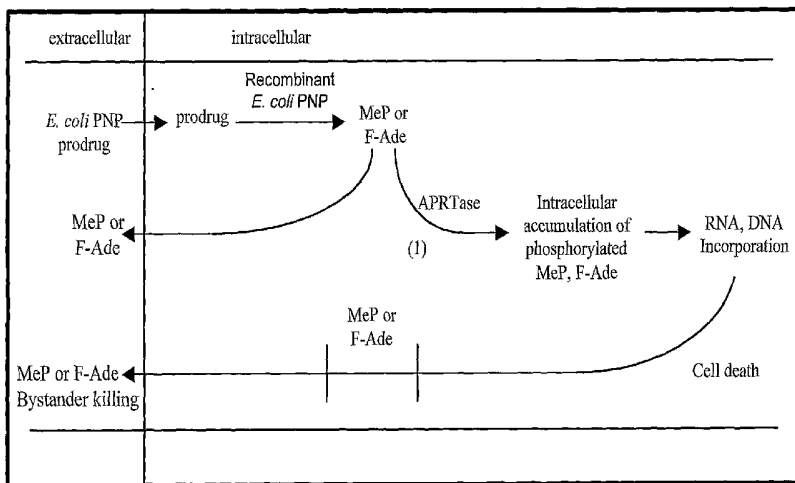 extracellular
intracellular
Recombinant
E. coli PNP
E. coli PNP
prodrug
prodrug
MeP or
F-Ade
APRTase
(1)
MeP or
F-Ade
Intracellular
accumulation of
phosphorylated
MeP, F-Ade
RNA, DNA
Incorporation
MeP or
F-Ade
MeP or F-Ade
Bystander killing
Cell death